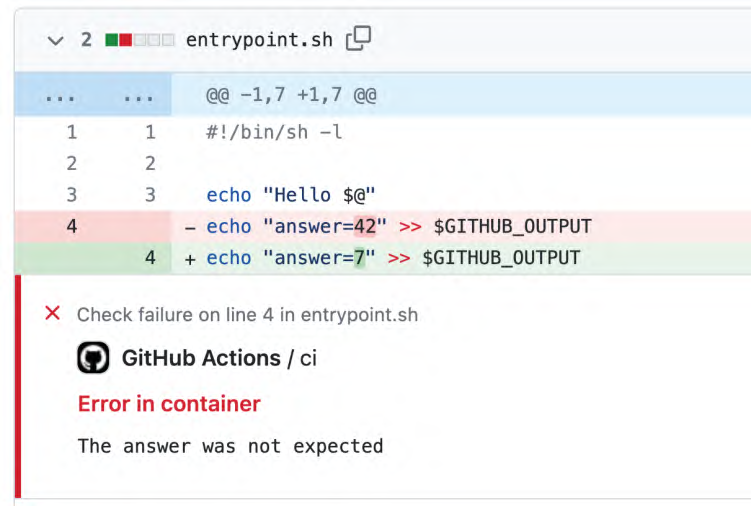 2 entrypoint.sh
... ... @@ -1,7 +1,7 @@
1 1 #!/bin/sh -l
2 2
3 3 echo "Hello $@"
4 - echo "answer=42" >> $GITHUB_OUTPUT
4 + echo "answer=7" >> $GITHUB_OUTPUT
Check failure on line 4 in entrypoint.sh
GitHub Actions / ci
Error in container
The answer was not expected